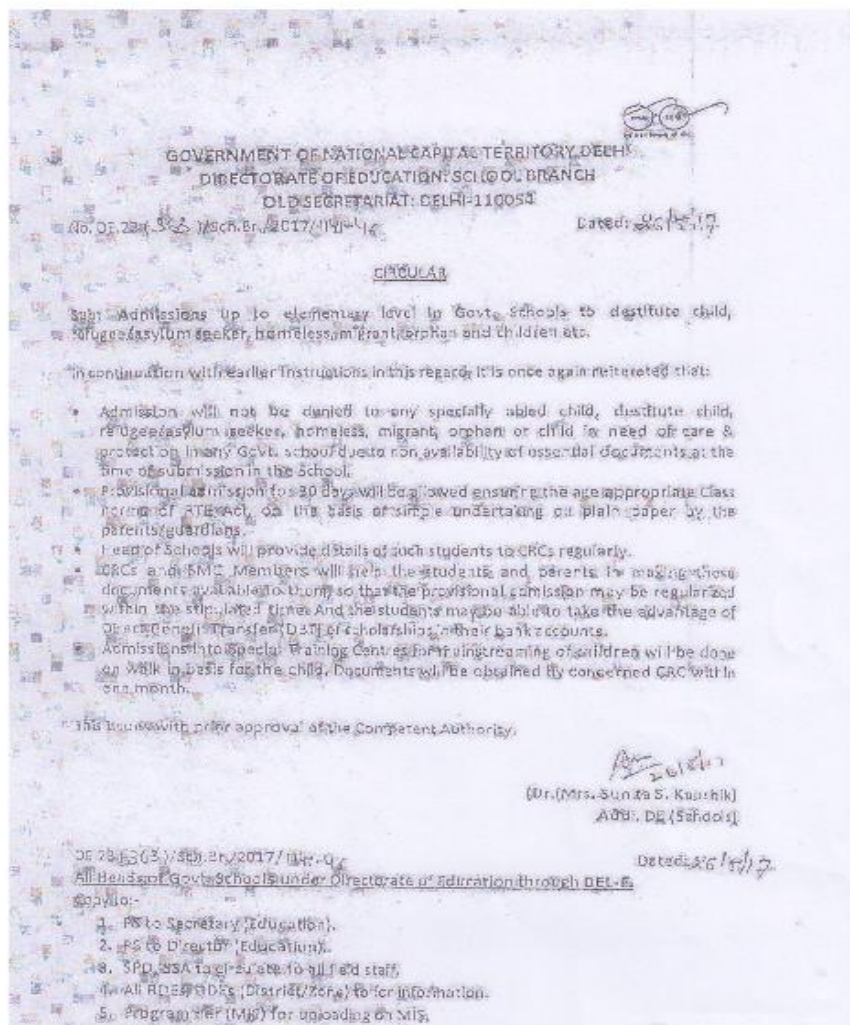 GOVERNMENT OF NATIONAL CAPITAL TERRITORY DELHI
DIRECTORATE OF EDUCATION: SCHOOL BRANCH
OLD SECRETARIAT: DELHI-110054
No. DE.23 ( )/Sch.Br./2017/ Dated:
CIRCULAR
Sub: Admissions up to elementary level in Govt. Schools to destitute child,
refugee/asylum seeker, homeless, migrant, orphan and children etc.
In continuation with earlier instructions in this regard, it is once again reiterated that:
• Admission will not be denied to any specially abled child, destitute child,
refugee/asylum seeker, homeless, migrant, orphan or child in need of care &
protection in any Govt. school due to non availability of essential documents at the
time of submission in the School.
• Provisional admission for 30 days will be allowed ensuring the age appropriate Class
norms of RTE Act, on the basis of simple undertaking on plain paper by the
parents/guardians.
• Head of Schools will provide details of such students to CRCs regularly.
• CRCs and SMC Members will help the students and parents in making these
documents available to them, so that the provisional admission may be regularized
within the stipulated time. And the students may be able to take the advantage of
Direct Benefit Transfer (DBT) of scholarships in their bank accounts.
• Admissions into Special Training Centres for mainstreaming of children will be done
on walk in basis for the child. Documents will be obtained by concerned CRC within
one month.
This issues with prior approval of the Competent Authority.
(Dr.(Mrs. Sunita S. Kaushik)
Addl. DE (Schools)
DE 23 (363)/Sch.Br./2017/ Dated:
All Heads of Govt. Schools under Directorate of Education through DEL-E.
Copy to:-
1. PS to Secretary (Education).
2. PS to Director (Education).
3. SPD, SSA to circulate to all field staff.
4. All RDEs/DDEs (District/Zone) to for information.
5. Programmer (MIS) for uploading on MIS.